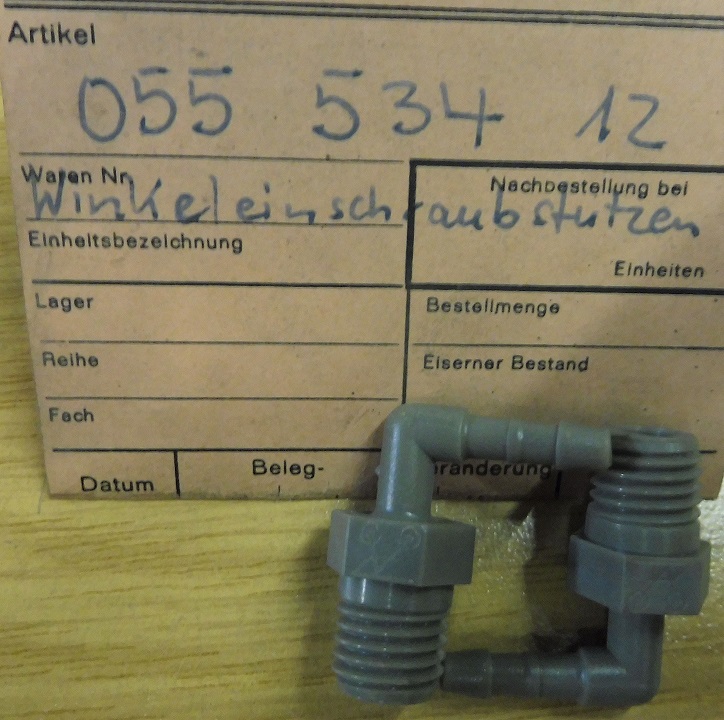 Artikel
055 534 12
Waren Nr.
Winkeleinschraubstutzen
Nachbestellung bei
Einheitsbezeichnung
Einheiten
Lager
Bestellmenge
Reihe
Eiserner Bestand
Fach
Datum
Beleg-